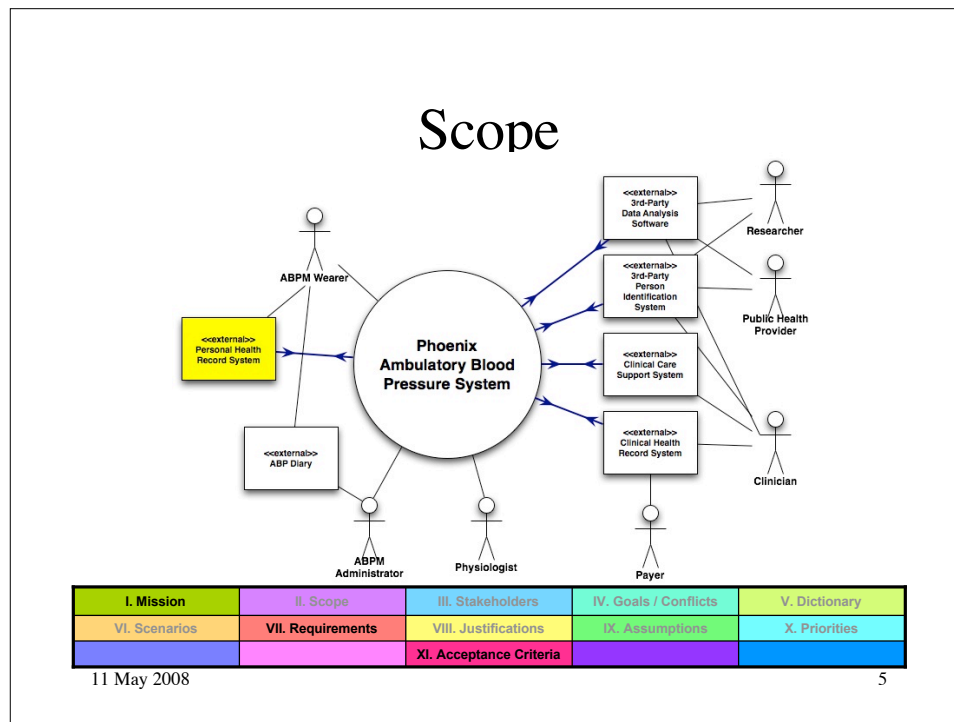 Scope
<<external>>
3rd-Party
Data Analysis
Software
Researcher
ABPM Wearer
<<external>>
3rd-Party
Person
Identification
System
Public Health
Provider
<<external>>
Personal Health
Record System
Phoenix
Ambulatory Blood
Pressure System
<<external>>
Clinical Care
Support System
<<external>>
ABP Diary
<<external>>
Clinical Health
Record System
Clinician
ABPM
Administrator
Physiologist
Payer
I. Mission
II. Scope
III. Stakeholders
IV. Goals / Conflicts
V. Dictionary
VI. Scenarios
VII. Requirements
VIII. Justifications
IX. Assumptions
X. Priorities
XI. Acceptance Criteria
11 May 2008
5